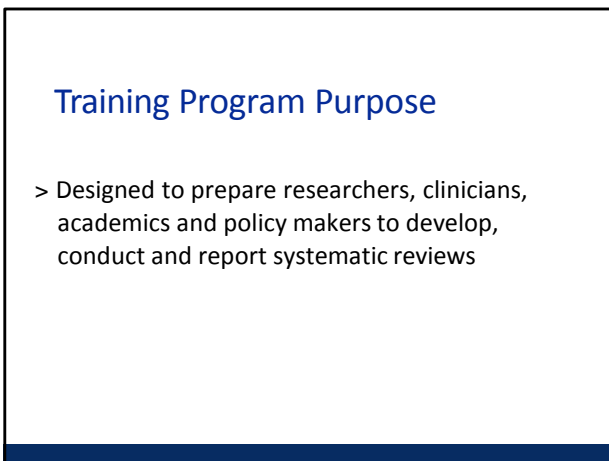 Training Program Purpose
> Designed to prepare researchers, clinicians,
academics and policy makers to develop,
conduct and report systematic reviews